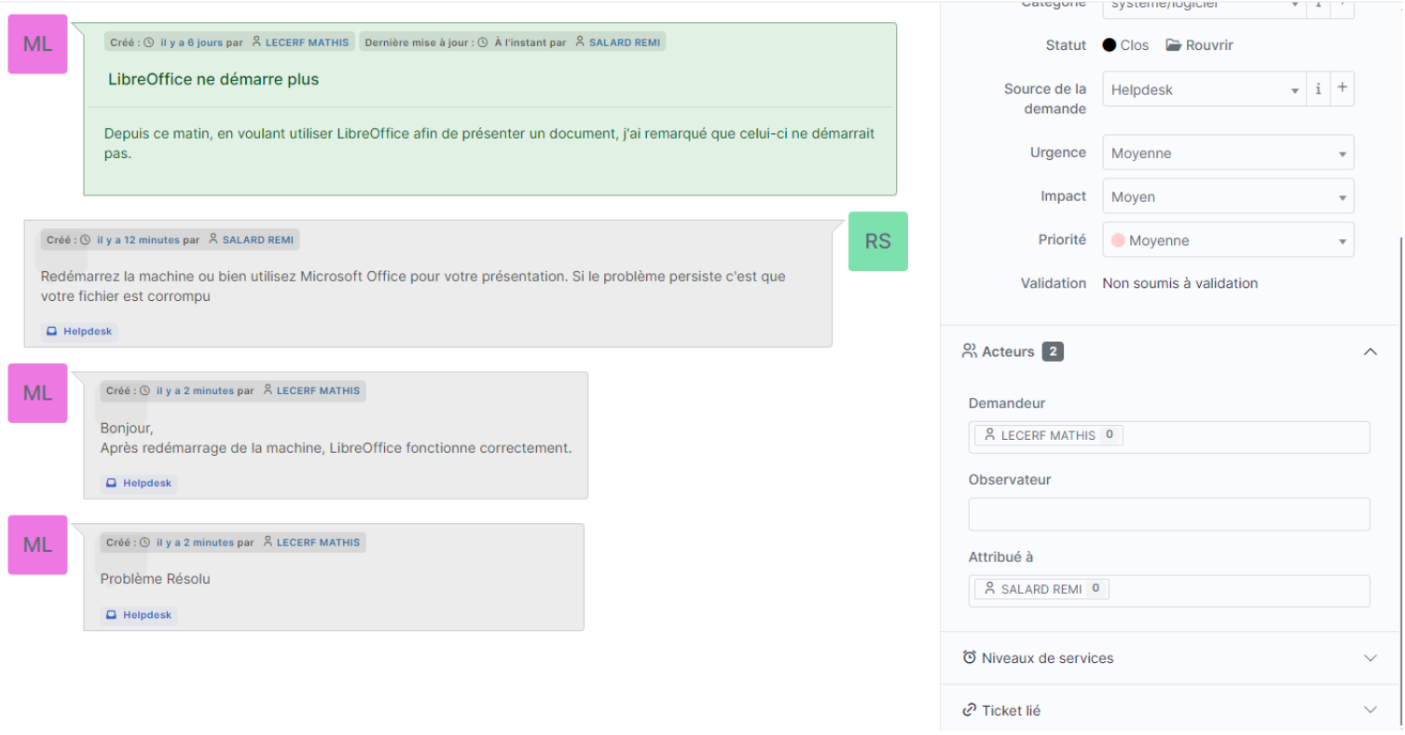 ML
Créé : il y a 6 jours par LECERF MATHIS Dernière mise à jour : À l'instant par SALARD REMI
LibreOffice ne démarre plus
Depuis ce matin, en voulant utiliser LibreOffice afin de présenter un document, j'ai remarqué que celui-ci ne démarrait
pas.
RS
Créé : il y a 12 minutes par SALARD REMI
Redémarrez la machine ou bien utilisez Microsoft Office pour votre présentation. Si le problème persiste c'est que
votre fichier est corrompu
Helpdesk
ML
Créé : il y a 2 minutes par LECERF MATHIS
Bonjour,
Après redémarrage de la machine, LibreOffice fonctionne correctement.
Helpdesk
ML
Créé : il y a 2 minutes par LECERF MATHIS
Problème Résolu
Helpdesk
Catégorie système/logiciel
Statut Clos Rouvrir
Source de la
demande
Helpdesk i +
Urgence Moyenne
Impact Moyen
Priorité Moyenne
Validation Non soumis à validation
Acteurs 2
Demandeur
LECERF MATHIS 0
Observateur
Attribué à
SALARD REMI 0
Niveaux de services
Ticket lié